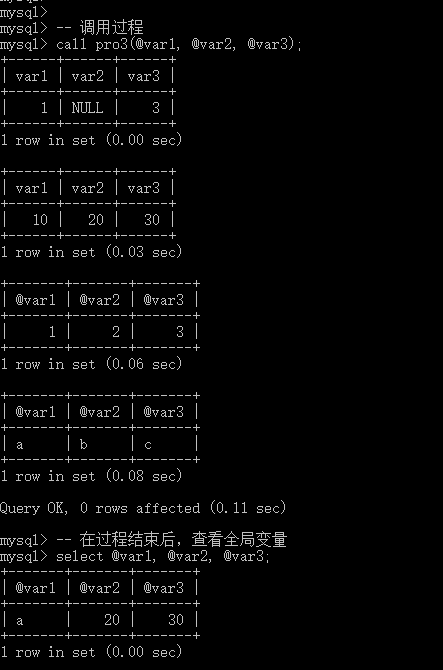 mysql>
mysql> -- 调用过程
mysql> call pro3(@var1, @var2, @var3);
+------+------+------+
| var1 | var2 | var3 |
+------+------+------+
|    1 | NULL |    3 |
+------+------+------+
1 row in set (0.00 sec)

+------+------+------+
| var1 | var2 | var3 |
+------+------+------+
|   10 |   20 |   30 |
+------+------+------+
1 row in set (0.03 sec)

+-------+-------+-------+
| @var1 | @var2 | @var3 |
+-------+-------+-------+
|     1 |     2 |     3 |
+-------+-------+-------+
1 row in set (0.06 sec)

+-------+-------+-------+
| @var1 | @var2 | @var3 |
+-------+-------+-------+
| a     | b     | c     |
+-------+-------+-------+
1 row in set (0.08 sec)

Query OK, 0 rows affected (0.11 sec)

mysql> -- 在过程结束后，查看全局变量
mysql> select @var1, @var2, @var3;
+-------+-------+-------+
| @var1 | @var2 | @var3 |
+-------+-------+-------+
| a     |    20 |    30 |
+-------+-------+-------+
1 row in set (0.00 sec)